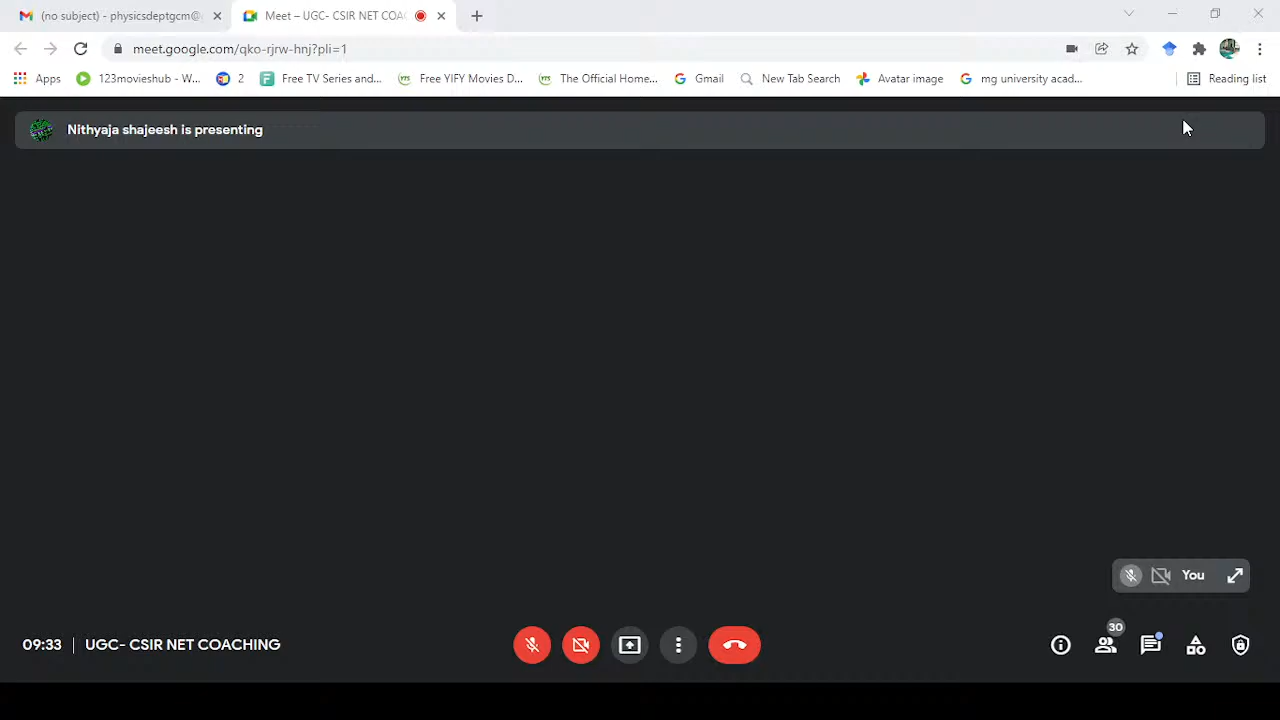 (no subject) - physicsdeptgcm@
Meet – UGC- CSIR NET COA
meet.google.com/qko-rjrw-hnj?pli=1
Apps
123movieshub - W...
2
Free TV Series and...
YTS
Free YIFY Movies D...
YTS
The Official Home...
Gmail
New Tab Search
Avatar image
mg university acad...
Reading list
Nithyaja shajeesh is presenting
You
30
09:33
UGC- CSIR NET COACHING